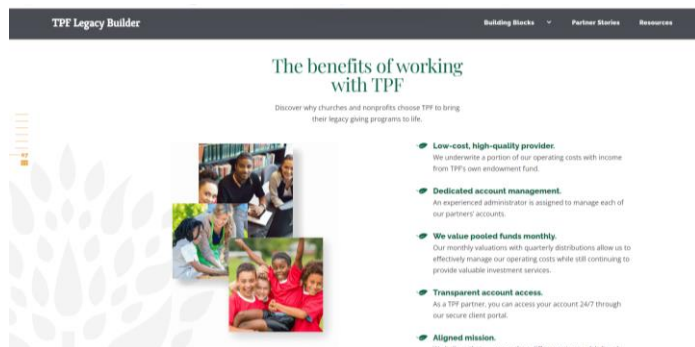 TPF Legacy Builder
Building Blocks
Partner Stories
Resources
The benefits of working
with TPF
Discover why churches and nonprofits choose TPF to bring
their legacy giving programs to life.
Low-cost, high-quality provider.
We underwrite a portion of our operating costs with income
from TPF's own endowment fund.
Dedicated account management.
An experienced administrator is assigned to manage each of
our partners' accounts.
We value pooled funds monthly.
Our monthly valuations with quarterly distributions allow us to
effectively manage our operating costs while still continuing to
provide valuable investment services.
Transparent account access.
As a TPF partner, you can access your account 24/7 through
our secure client portal.
Aligned mission.